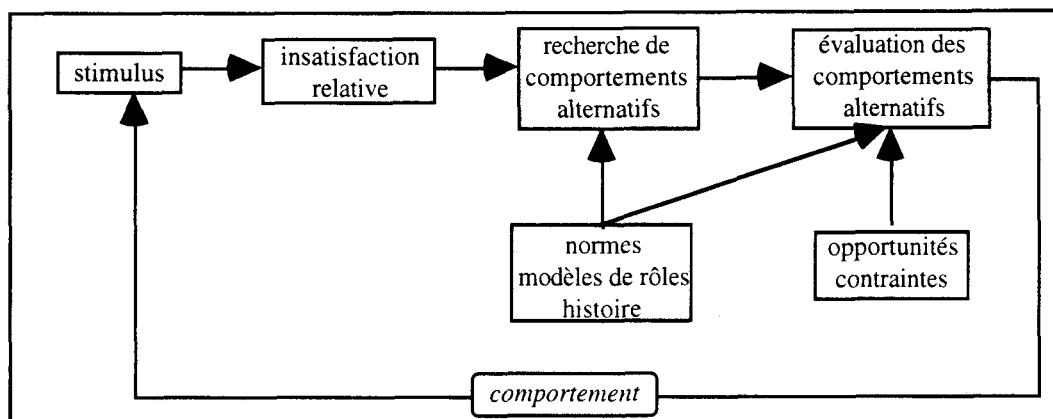 stimulus
insatisfaction
relative
recherche de
comportements
alternatifs
évaluation des
comportements
alternatifs
normes
modèles de rôles
histoire
opportunités
contraintes
comportement